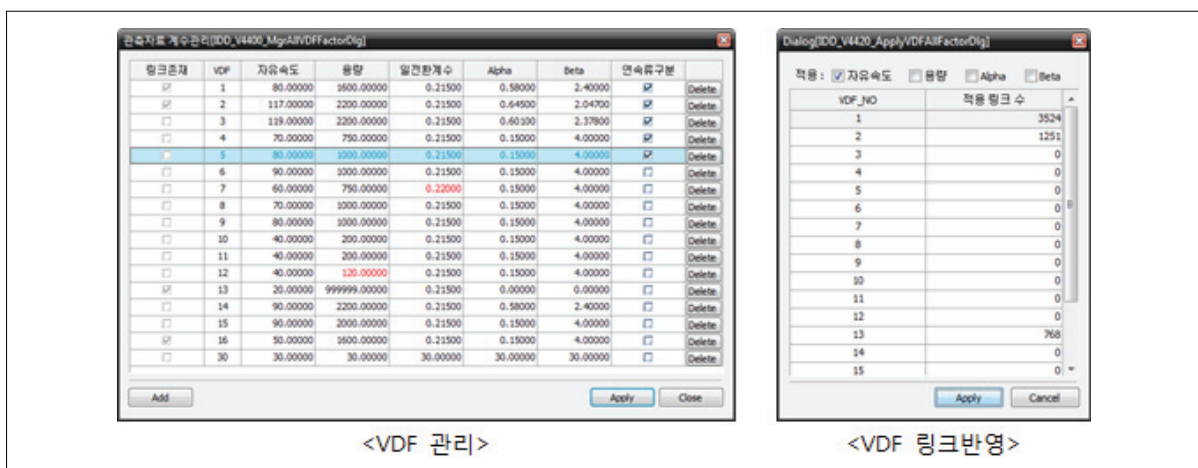 관측자료 계수관리[IDD_V4400_MgrAllVDFFactorDlg]
링크존재 VDF 자유속도 용량 일전환계수 Alpha Beta 연속류구분
1 80.00000 1600.00000 0.21500 0.58000 2.40000 Delete
2 117.00000 2200.00000 0.21500 0.64500 2.04700 Delete
3 119.00000 2200.00000 0.21500 0.60100 2.37800 Delete
4 70.00000 750.00000 0.21500 0.15000 4.00000 Delete
5 80.00000 1000.00000 0.21500 0.15000 4.00000 Delete
6 90.00000 1000.00000 0.21500 0.15000 4.00000 Delete
7 60.00000 750.00000 0.22000 0.15000 4.00000 Delete
8 70.00000 1000.00000 0.21500 0.15000 4.00000 Delete
9 80.00000 1000.00000 0.21500 0.15000 4.00000 Delete
10 40.00000 200.00000 0.21500 0.15000 4.00000 Delete
11 40.00000 200.00000 0.21500 0.15000 4.00000 Delete
12 40.00000 120.00000 0.21500 0.15000 4.00000 Delete
13 20.00000 999999.00000 0.21500 0.00000 0.00000 Delete
14 90.00000 2200.00000 0.21500 0.58000 2.40000 Delete
15 90.00000 2000.00000 0.21500 0.15000 4.00000 Delete
16 50.00000 1600.00000 0.21500 0.15000 4.00000 Delete
30 30.00000 30.00000 30.00000 30.00000 30.00000 Delete
Add Apply Close
<VDF 관리>
Dialog[IDD_V4420_ApplyVDFAllFactorDlg]
적용 : 자유속도 용량 Alpha Beta
VDF_NO 적용 링크 수
1 3524
2 1251
3 0
4 0
5 0
6 0
7 0
8 0
9 0
10 0
11 0
12 0
13 768
14 0
15 0
Apply Cancel
<VDF 링크반영>